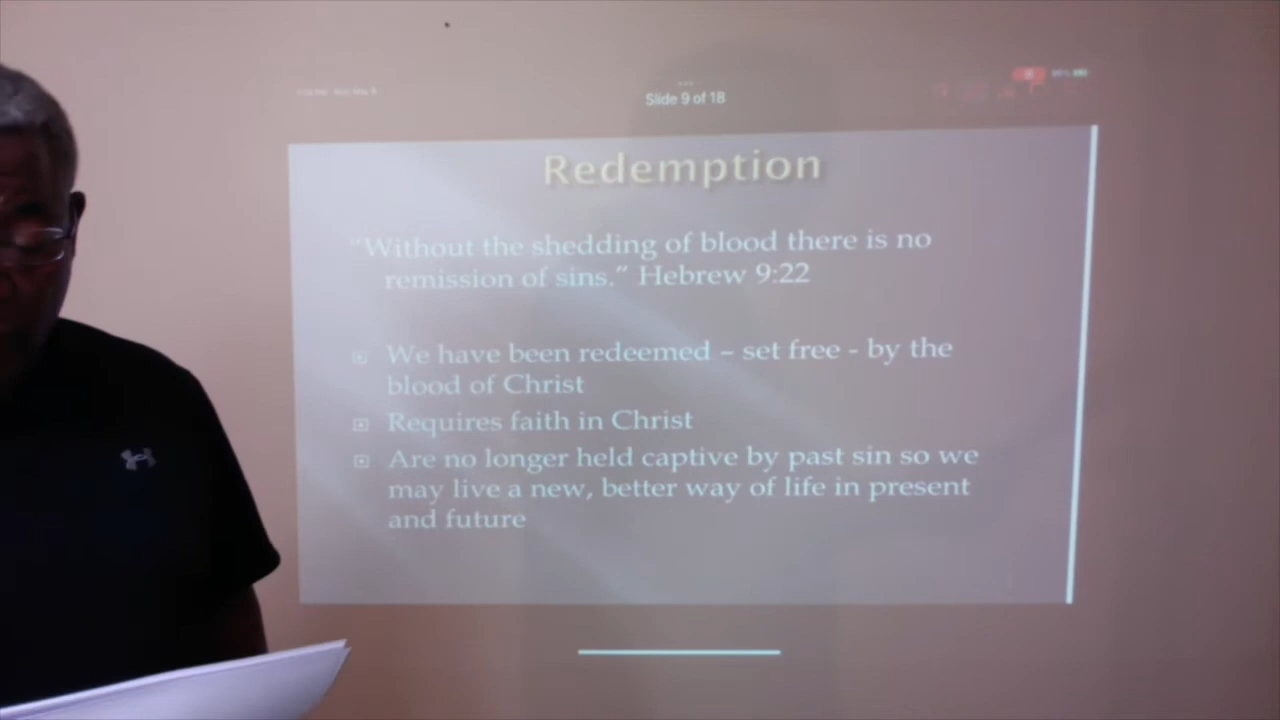 Slide 9 of 18
Redemption
“Without the shedding of blood there is no
remission of sins.” Hebrew 9:22
We have been redeemed – set free - by the
blood of Christ
Requires faith in Christ
Are no longer held captive by past sin so we
may live a new, better way of life in present
and future